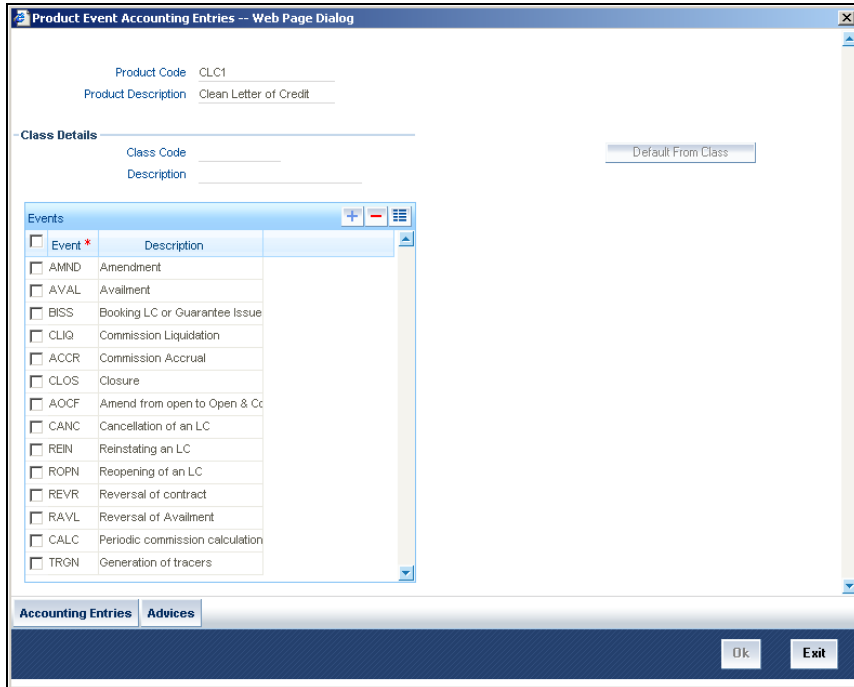 Product Event Accounting Entries -- Web Page Dialog
Product Code CLC1
Product Description Clean Letter of Credit
Class Details
Class Code
Default From Class
Description
Events
Event * Description
AMND Amendment
AVAL Availment
BISS Booking LC or Guarantee Issue
CLIQ Commission Liquidation
ACCR Commission Accrual
CLOS Closure
AOCF Amend from open to Open & Co
CANC Cancellation of an LC
REIN Reinstating an LC
ROPN Reopening of an LC
REVR Reversal of contract
RAVL Reversal of Availment
CALC Periodic commission calculation
TRGN Generation of tracers
Accounting Entries Advices
Ok Exit